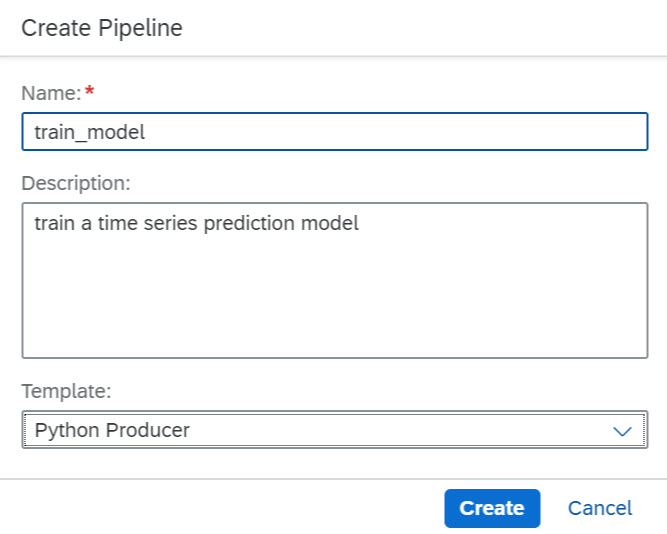 Create Pipeline
Name:*
train_model
Description:
train a time series prediction model
Template:
Python Producer
Create Cancel